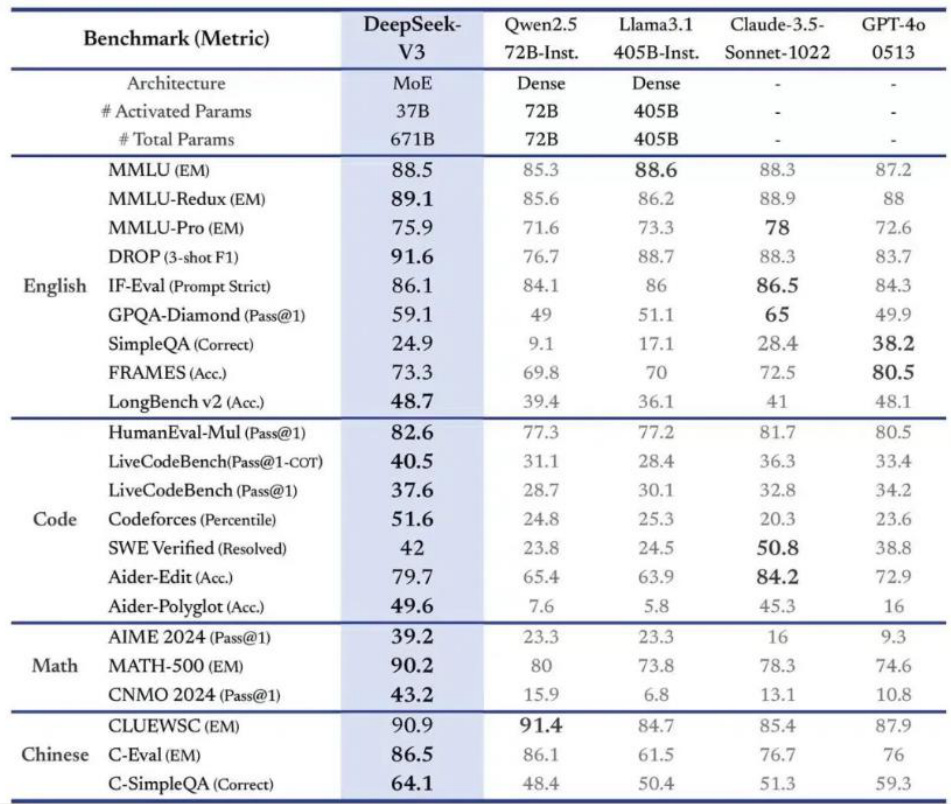 Benchmark (Metric) DeepSeek-V3 Qwen2.5 72B-Inst. Llama3.1 405B-Inst. Claude-3.5-Sonnet-1022 GPT-4o 0513
Architecture MoE Dense Dense - -
# Activated Params 37B 72B 405B - -
# Total Params 671B 72B 405B - -
English
MMLU (EM) 88.5 85.3 88.6 88.3 87.2
MMLU-Redux (EM) 89.1 85.6 86.2 88.9 88
MMLU-Pro (EM) 75.9 71.6 73.3 78 72.6
DROP (3-shot F1) 91.6 76.7 88.7 88.3 83.7
IF-Eval (Prompt Strict) 86.1 84.1 86 86.5 84.3
GPQA-Diamond (Pass@1) 59.1 49 51.1 65 49.9
SimpleQA (Correct) 24.9 9.1 17.1 28.4 38.2
FRAMES (Acc.) 73.3 69.8 70 72.5 80.5
LongBench v2 (Acc.) 48.7 39.4 36.1 41 48.1
Code
HumanEval-Mul (Pass@1) 82.6 77.3 77.2 81.7 80.5
LiveCodeBench(Pass@1-COT) 40.5 31.1 28.4 36.3 33.4
LiveCodeBench (Pass@1) 37.6 28.7 30.1 32.8 34.2
Codeforces (Percentile) 51.6 24.8 25.3 20.3 23.6
SWE Verified (Resolved) 42 23.8 24.5 50.8 38.8
Aider-Edit (Acc.) 79.7 65.4 63.9 84.2 72.9
Aider-Polyglot (Acc.) 49.6 7.6 5.8 45.3 16
Math
AIME 2024 (Pass@1) 39.2 23.3 23.3 16 9.3
MATH-500 (EM) 90.2 80 73.8 78.3 74.6
CNMO 2024 (Pass@1) 43.2 15.9 6.8 13.1 10.8
Chinese
CLUEWSC (EM) 90.9 91.4 84.7 85.4 87.9
C-Eval (EM) 86.5 86.1 61.5 76.7 76
C-SimpleQA (Correct) 64.1 48.4 50.4 51.3 59.3